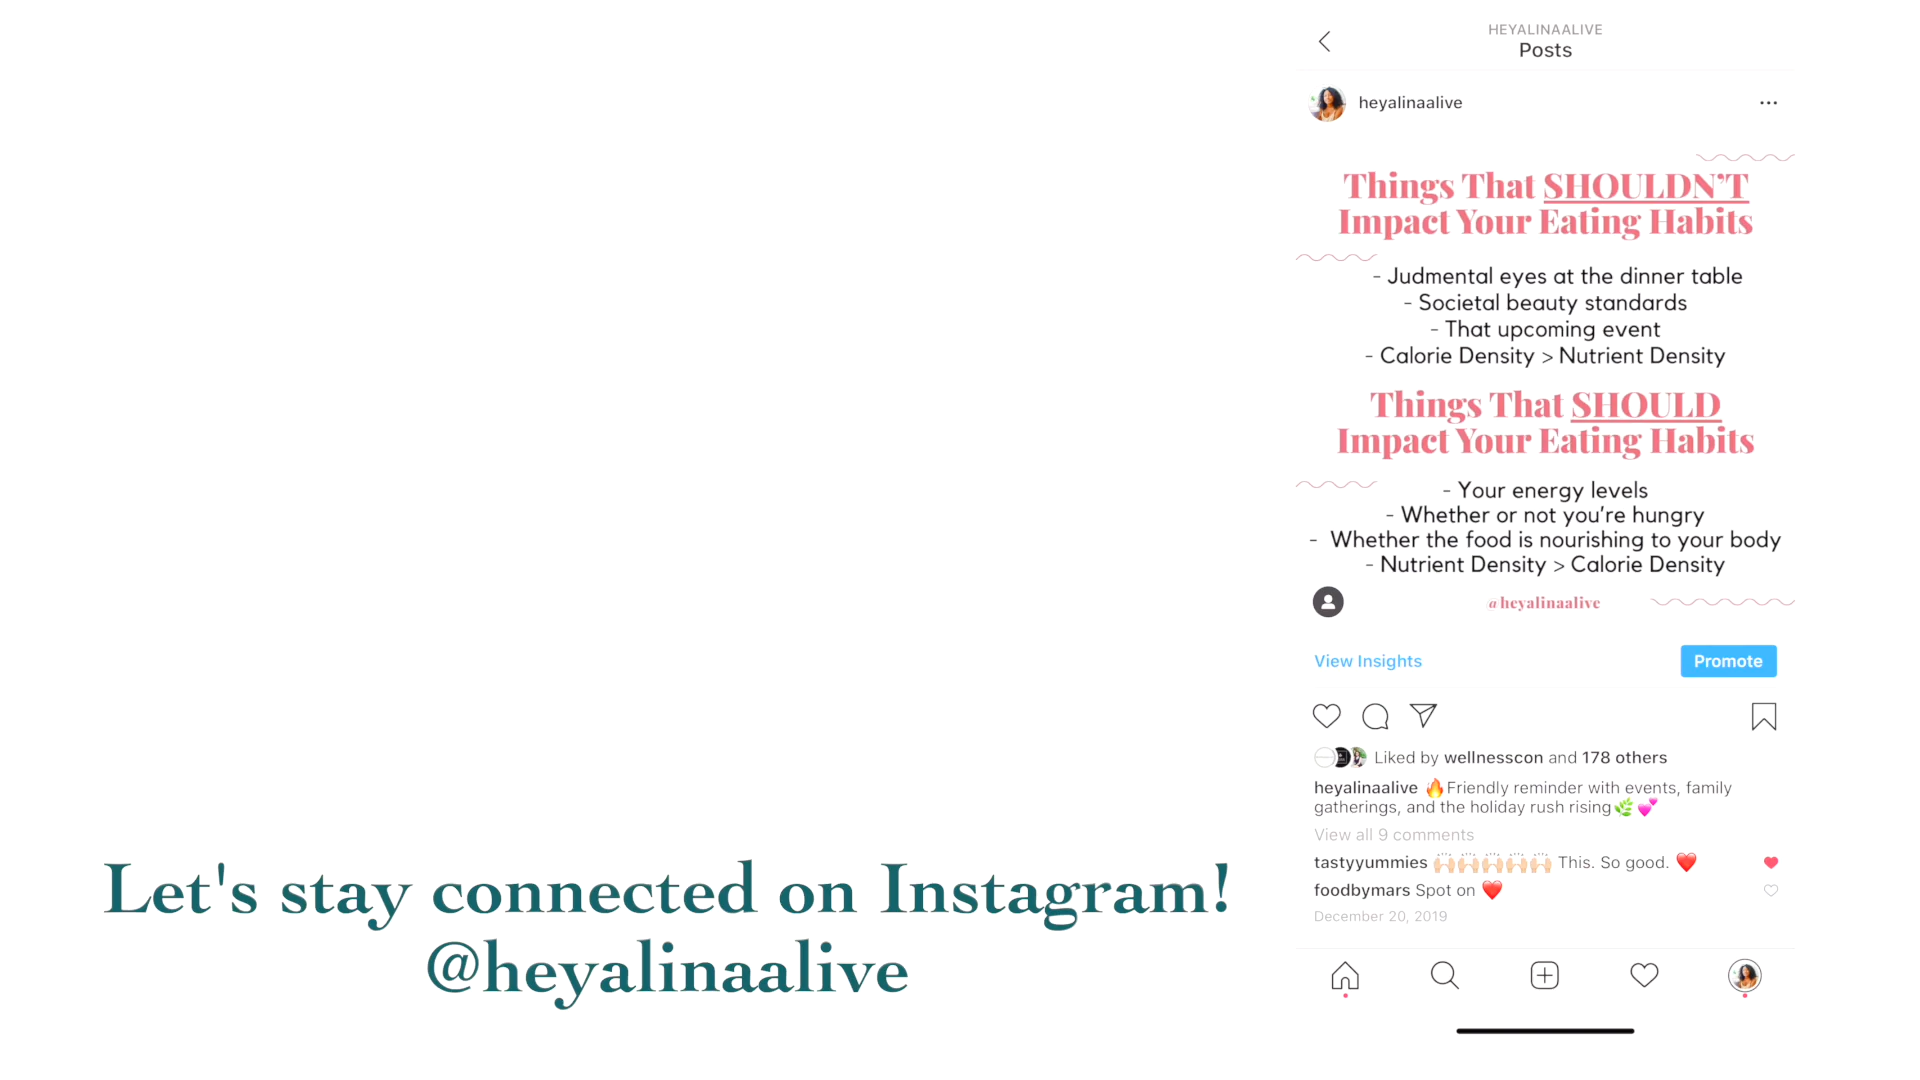 Let's stay connected on Instagram!
@heyalinaalive
HEYALINAALIVE
Posts
heyalinaalive
Things That SHOULDN'T
Impact Your Eating Habits
- Judmental eyes at the dinner table
- Societal beauty standards
- That upcoming event
- Calorie Density > Nutrient Density
Things That SHOULD
Impact Your Eating Habits
- Your energy levels
- Whether or not you're hungry
- Whether the food is nourishing to your body
- Nutrient Density > Calorie Density
@heyalinaalive
View Insights
Promote
Liked by wellnesscon and 178 others
heyalinaalive 🔥Friendly reminder with events, family
gatherings, and the holiday rush rising🌿💕
View all 9 comments
tastyyummies 🙌🏻🙌🏻🙌🏻🙌🏻🙌🏻 This. So good. ❤️
foodbymars Spot on ❤️
December 20, 2019